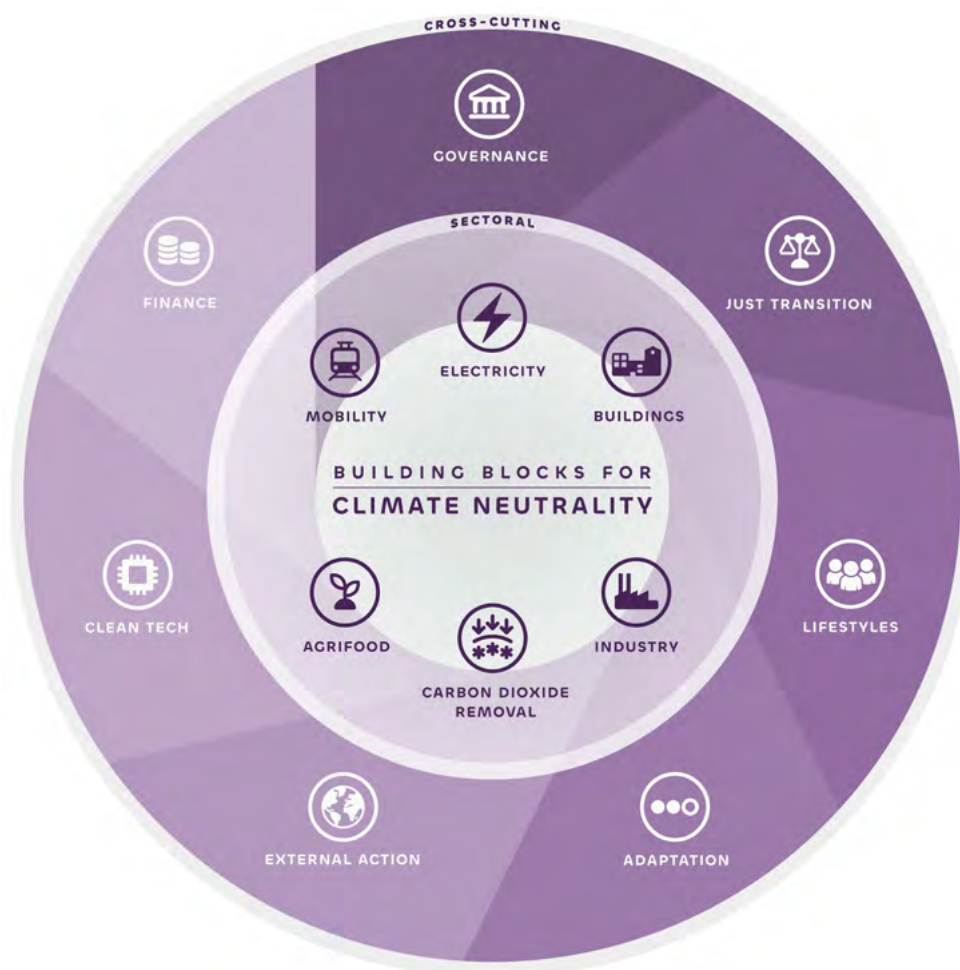 CROSS-CUTTING
GOVERNANCE
SECTORAL
FINANCE
JUST TRANSITION
ELECTRICITY
MOBILITY
BUILDINGS
BUILDING BLOCKS FOR
CLIMATE NEUTRALITY
CLEAN TECH
LIFESTYLES
AGRIFOOD
INDUSTRY
CARBON DIOXIDE
REMOVAL
EXTERNAL ACTION
ADAPTATION